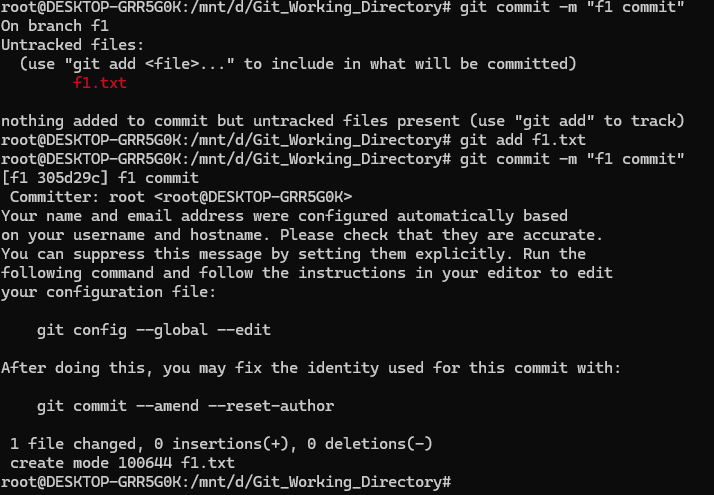 root@DESKTOP-GRR5G0K:/mnt/d/Git_Working_Directory# git commit -m "f1 commit"
On branch f1
Untracked files:
  (use "git add <file>..." to include in what will be committed)
        f1.txt

nothing added to commit but untracked files present (use "git add" to track)
root@DESKTOP-GRR5G0K:/mnt/d/Git_Working_Directory# git add f1.txt
root@DESKTOP-GRR5G0K:/mnt/d/Git_Working_Directory# git commit -m "f1 commit"
[f1 305d29c] f1 commit
 Committer: root <root@DESKTOP-GRR5G0K>
Your name and email address were configured automatically based
on your username and hostname. Please check that they are accurate.
You can suppress this message by setting them explicitly. Run the
following command and follow the instructions in your editor to edit
your configuration file:

    git config --global --edit

After doing this, you may fix the identity used for this commit with:

    git commit --amend --reset-author

 1 file changed, 0 insertions(+), 0 deletions(-)
 create mode 100644 f1.txt
root@DESKTOP-GRR5G0K:/mnt/d/Git_Working_Directory#